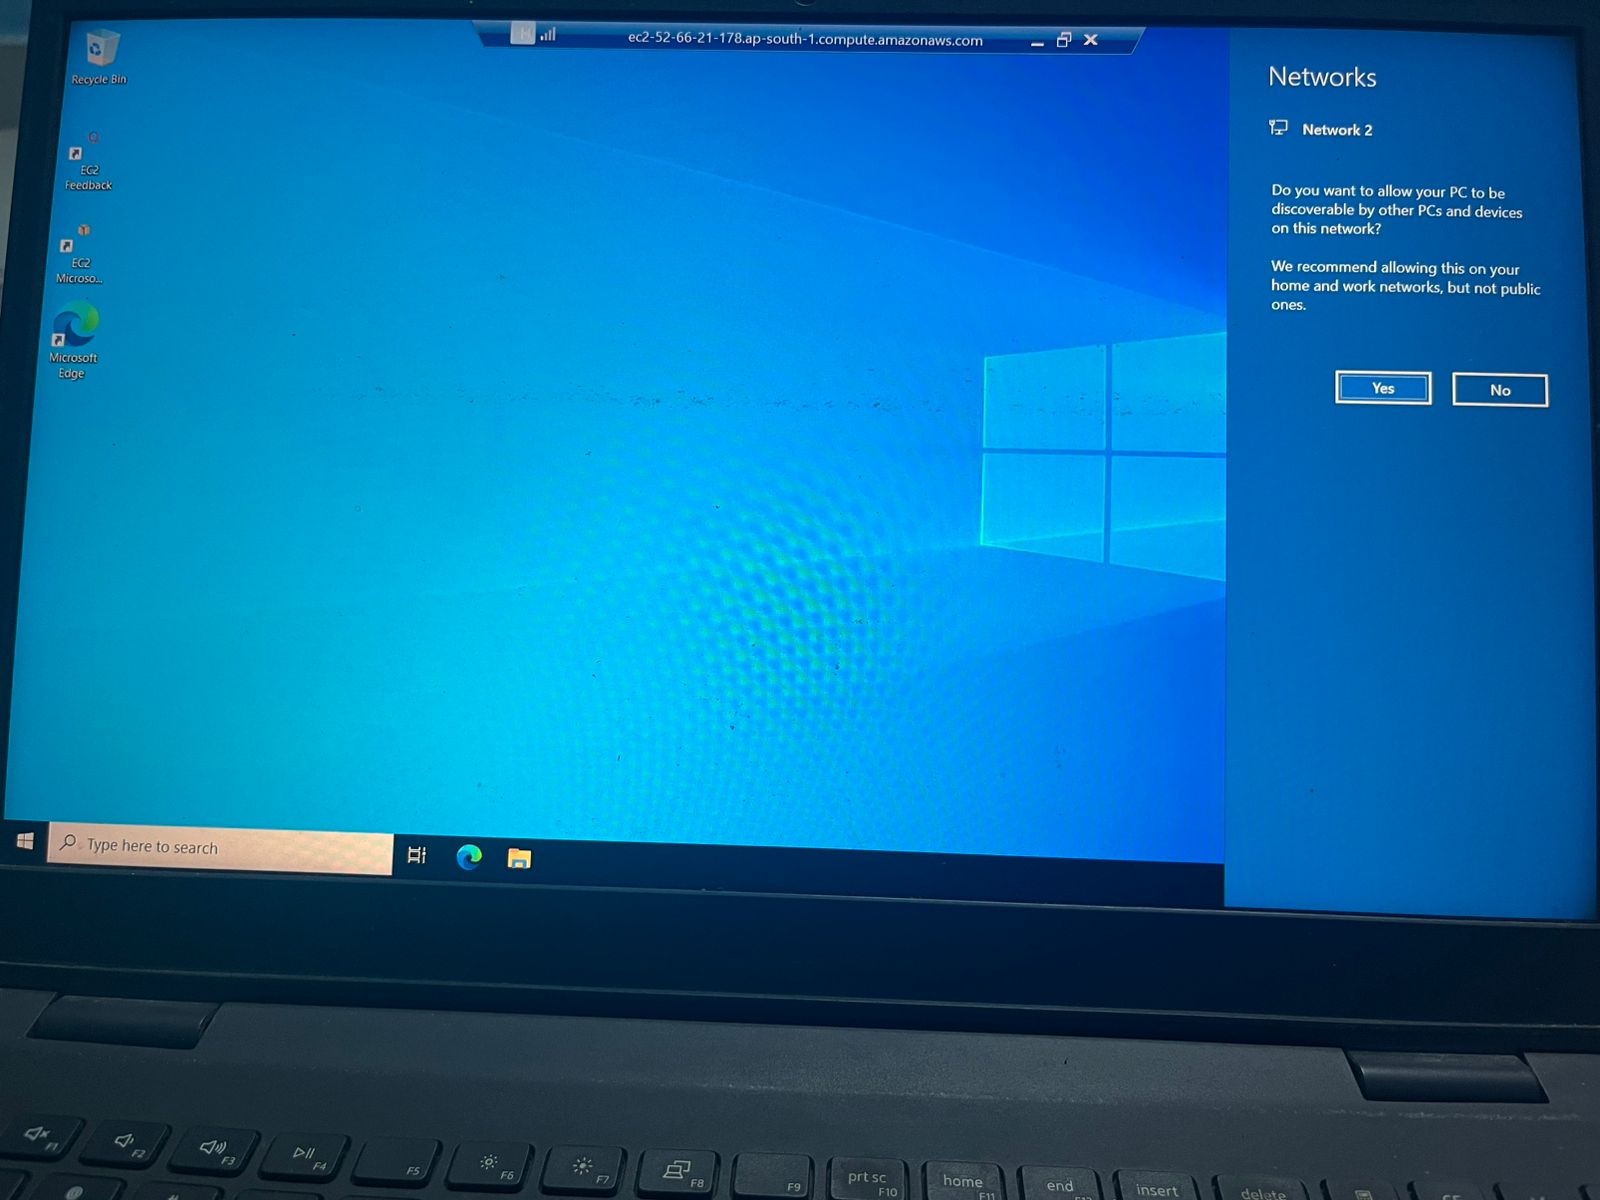 ec2-52-66-21-178.ap-south-1.compute.amazonaws.com
Recycle Bin
EC2
Feedback
EC2
Microso...
Microsoft
Edge
Networks
Network 2
Do you want to allow your PC to be
discoverable by other PCs and devices
on this network?
We recommend allowing this on your
home and work networks, but not public
ones.
Yes
No
Type here to search
F1
F2
F3
F4
F5
F6
F7
F8
F9
prt sc
F10
home
F11
end
insert
delete